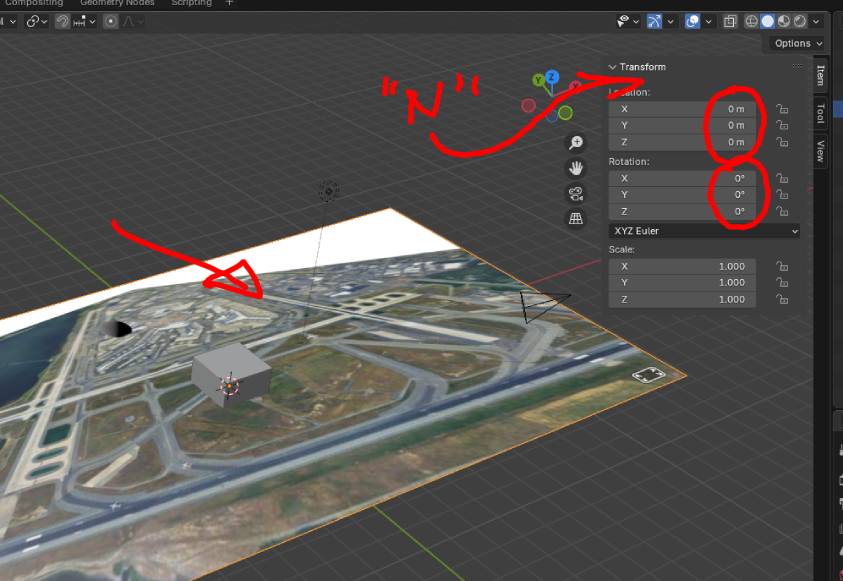 Compositing Geometry Nodes Scripting +
Options
"N"
Transform
Location:
X 0 m
Y 0 m
Z 0 m
Rotation:
X 0°
Y 0°
Z 0°
XYZ Euler
Scale:
X 1.000
Y 1.000
Z 1.000
Item
Tool
View
Y Z